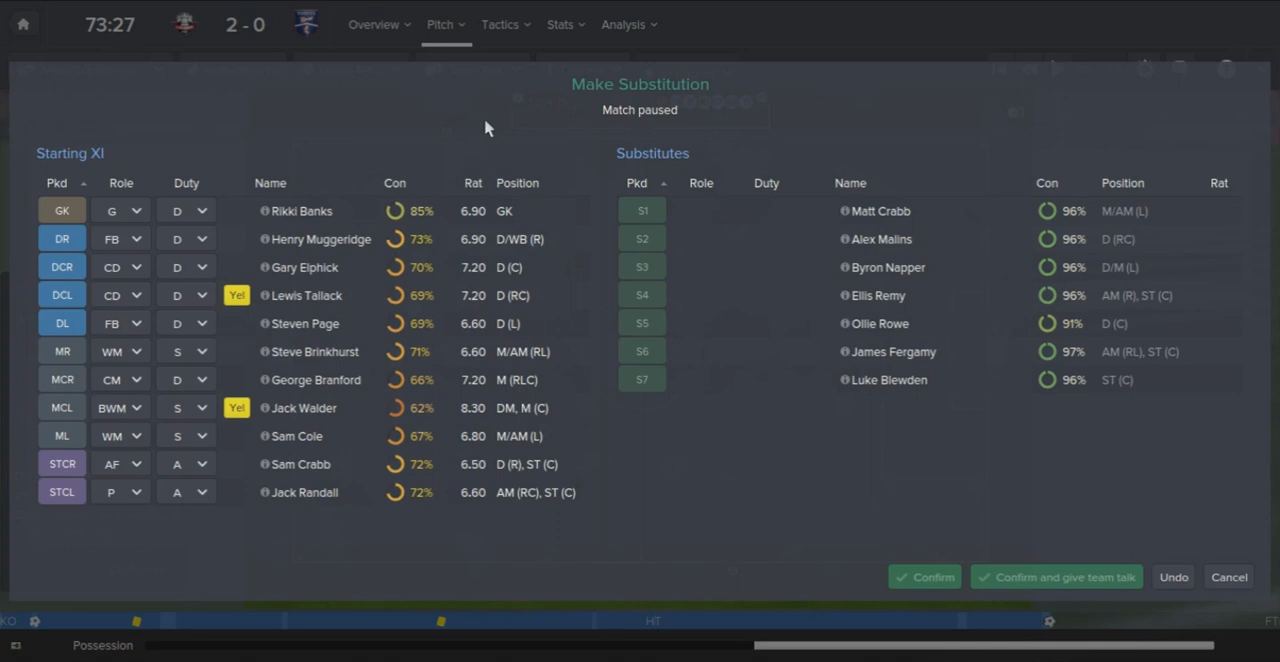 73:27 2 - 0 Overview Pitch Tactics Stats Analysis
Make Substitution
Match paused
Starting XI
Pkd Role Duty Name Con Rat Position
GK G D Rikki Banks 85% 6.90 GK
DR FB D Henry Muggeridge 73% 6.90 D/WB (R)
DCR CD D Gary Elphick 70% 7.20 D (C)
DCL CD D Yel Lewis Tallack 69% 7.20 D (RC)
DL FB D Steven Page 69% 6.60 D (L)
MR WM S Steve Brinkhurst 71% 6.60 M/AM (RL)
MCR CM D George Branford 66% 7.20 M (RLC)
MCL BWM S Yel Jack Walder 62% 8.30 DM, M (C)
ML WM S Sam Cole 67% 6.80 M/AM (L)
STCR AF A Sam Crabb 72% 6.50 D (R), ST (C)
STCL P A Jack Randall 72% 6.60 AM (RC), ST (C)
Substitutes
Pkd Role Duty Name Con Position Rat
S1 Matt Crabb 96% M/AM (L)
S2 Alex Malins 96% D (RC)
S3 Byron Napper 96% D/M (L)
S4 Ellis Remy 96% AM (R), ST (C)
S5 Ollie Rowe 91% D (C)
S6 James Fergamy 97% AM (RL), ST (C)
S7 Luke Blewden 96% ST (C)
Confirm Confirm and give team talk Undo Cancel
KO HT FT
Possession